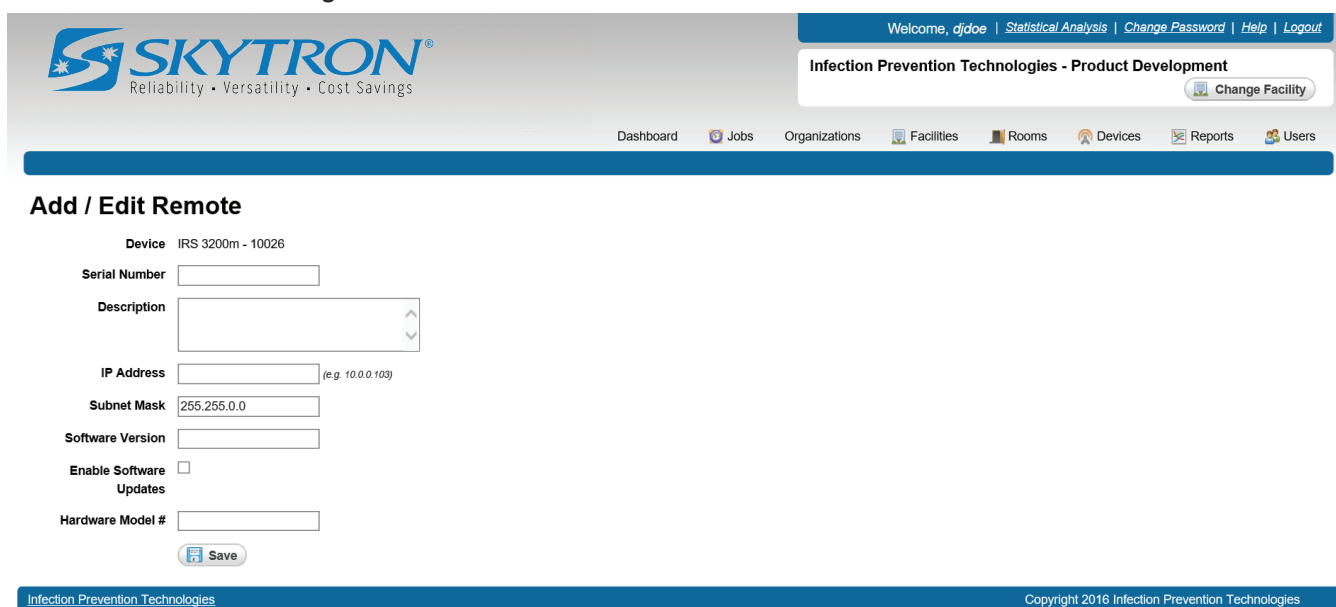 Welcome, djdoe | Statistical Analysis | Change Password | Help | Logout
SKYTRON®
Reliability • Versatility • Cost Savings
Infection Prevention Technologies - Product Development
Change Facility
Dashboard Jobs Organizations Facilities Rooms Devices Reports Users
Add / Edit Remote
Device IRS 3200m - 10026
Serial Number
Description
IP Address (e.g. 10.0.0.103)
Subnet Mask 255.255.0.0
Software Version
Enable Software
Updates
Hardware Model #
Save
Infection Prevention Technologies Copyright 2016 Infection Prevention Technologies